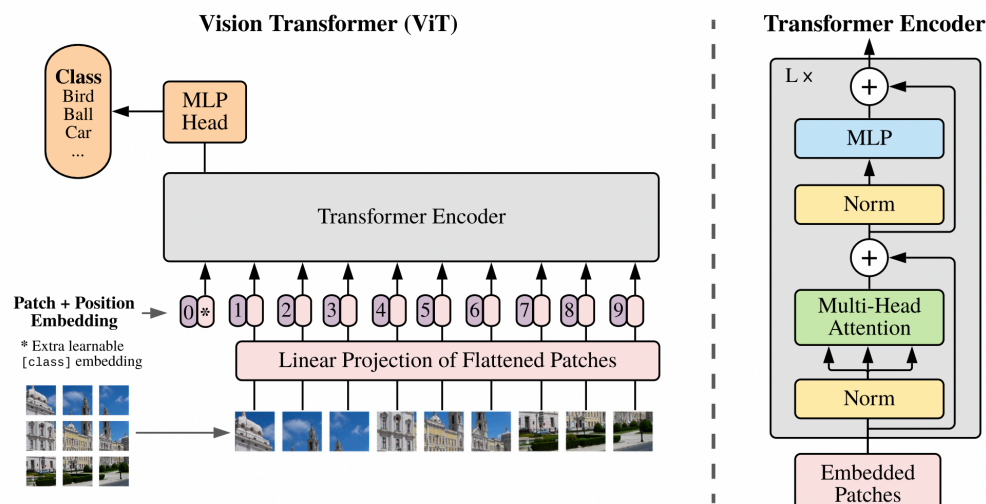 Vision Transformer (ViT)
Class
Bird
Ball
Car
...
MLP
Head
Transformer Encoder
Patch + Position
Embedding
0 * 1 2 3 4 5 6 7 8 9
* Extra learnable
[class] embedding
Linear Projection of Flattened Patches
Transformer Encoder
L ×
+
MLP
Norm
+
Multi-Head
Attention
Norm
Embedded
Patches